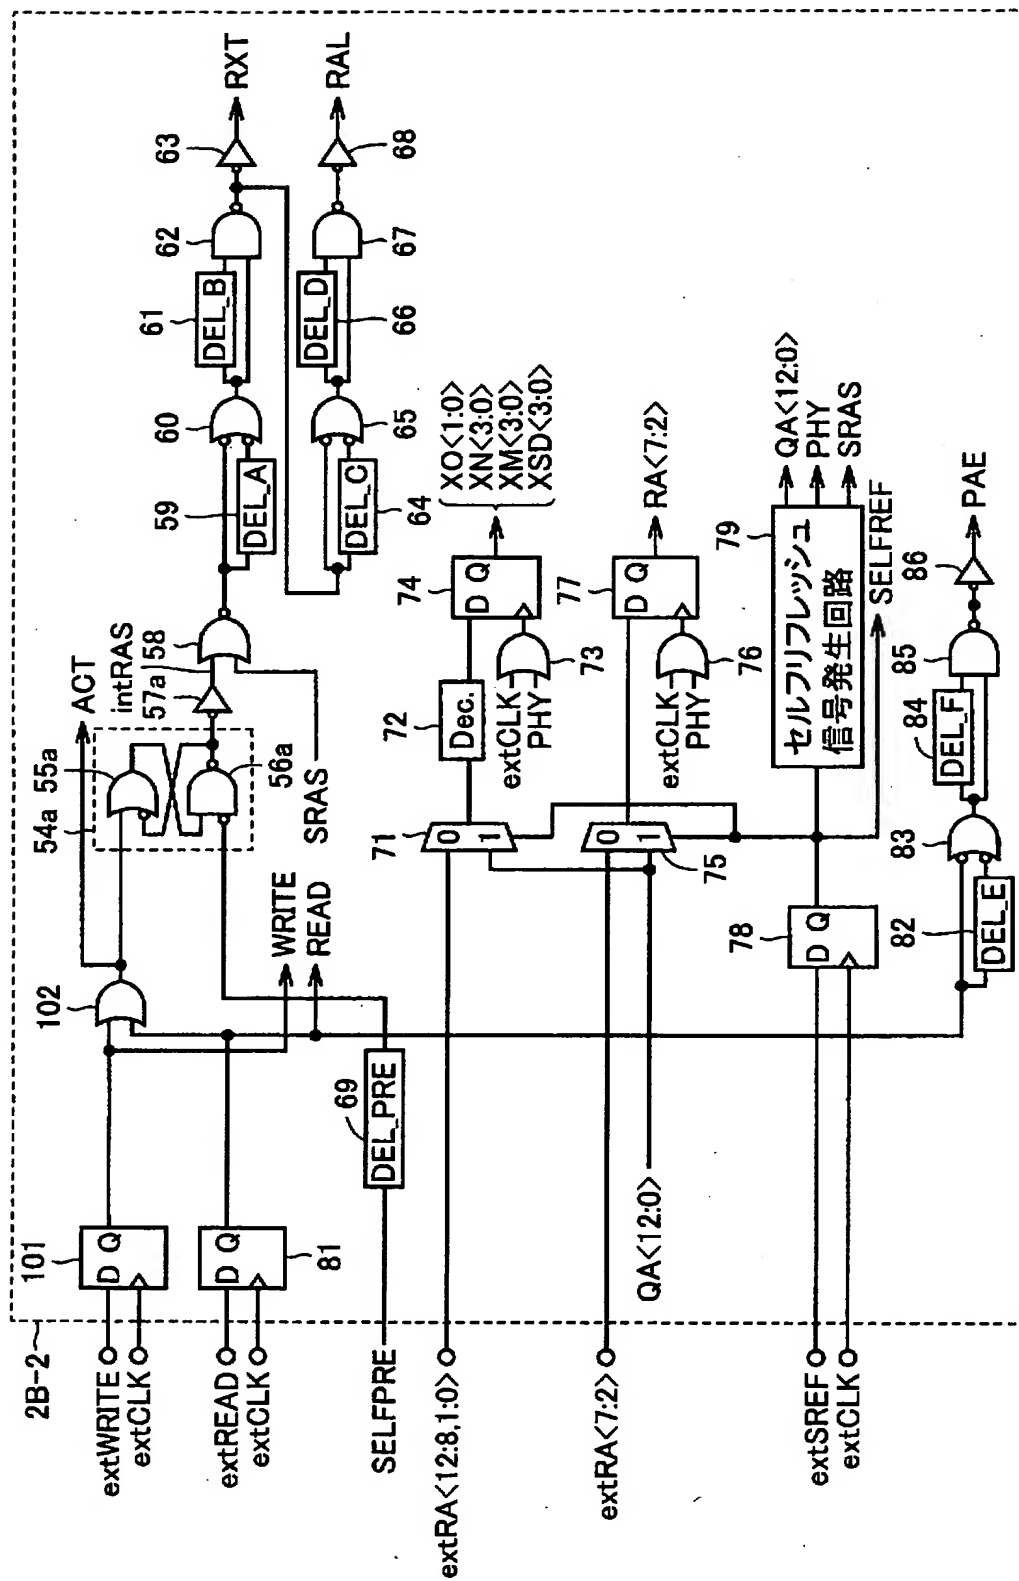 2B-2
extWRITE
extCLK
101
D Q
102
ACT
54a
55a
56a
intRAS
57a
58
SRAS
59
DEL_A
60
61
DEL_B
62
63
RXT
extREAD
extCLK
D Q
81
WRITE
READ
64
DEL_C
65
DEL_D
66
67
68
RAL
SELFPRE
69
DEL_PRE
extRA<12:8,1:0>
71
0
1
72
Dec.
extCLK
PHY
73
74
D Q
XO<1:0>
XN<3:0>
XM<3:0>
XSD<3:0>
extRA<7:2>
QA<12:0>
0
1
75
extCLK
PHY
76
77
D Q
RA<7:2>
extSREF
extCLK
78
D Q
79
セルフリフレッシュ
信号発生回路
QA<12:0>
PHY
SRAS
SELFREF
82
DEL_E
83
84
DEL_F
85
86
PAE